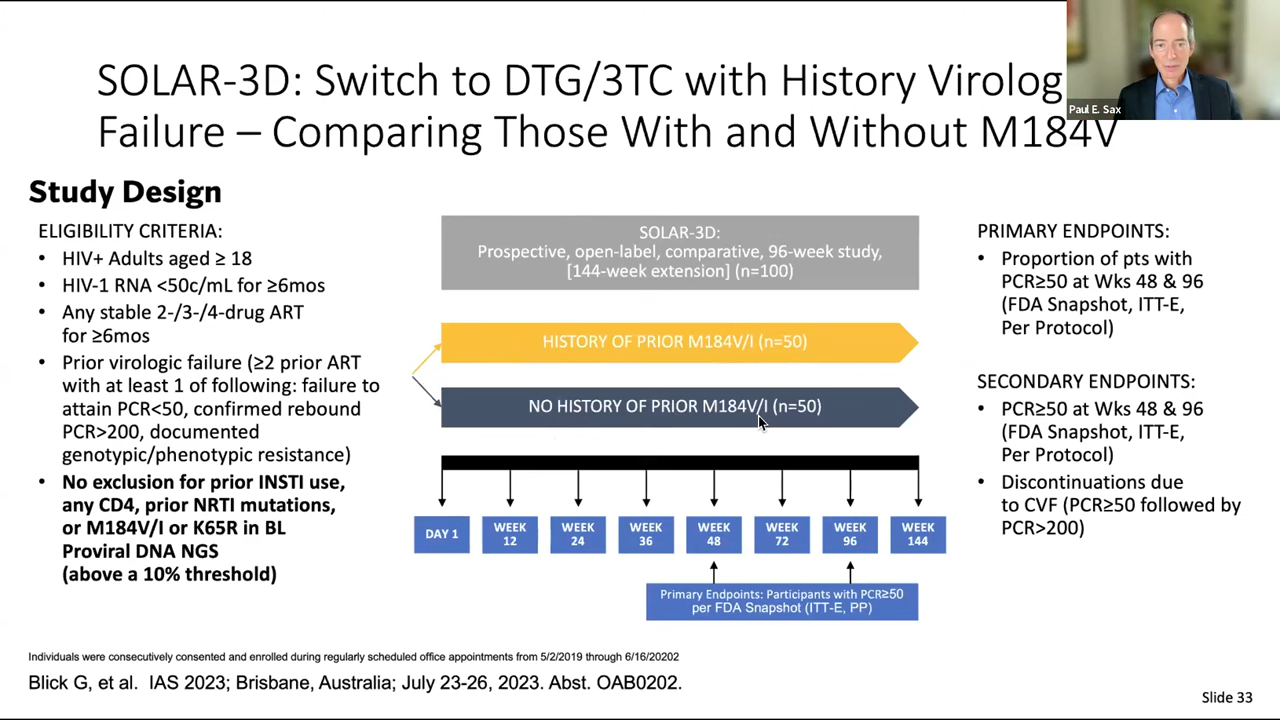 SOLAR-3D: Switch to DTG/3TC with History Virolog
Failure – Comparing Those With and Without M184V
Paul E. Sax
Study Design
ELIGIBILITY CRITERIA:
• HIV+ Adults aged ≥ 18
• HIV-1 RNA <50c/mL for ≥6mos
• Any stable 2-/3-/4-drug ART
for ≥6mos
• Prior virologic failure (≥2 prior ART
with at least 1 of following: failure to
attain PCR<50, confirmed rebound
PCR>200, documented
genotypic/phenotypic resistance)
• No exclusion for prior INSTI use,
any CD4, prior NRTI mutations,
or M184V/I or K65R in BL
Proviral DNA NGS
(above a 10% threshold)
SOLAR-3D:
Prospective, open-label, comparative, 96-week study,
[144-week extension] (n=100)
HISTORY OF PRIOR M184V/I (n=50)
NO HISTORY OF PRIOR M184V/I (n=50)
DAY 1
WEEK
12
WEEK
24
WEEK
36
WEEK
48
WEEK
72
WEEK
96
WEEK
144
Primary Endpoints: Participants with PCR≥50
per FDA Snapshot (ITT-E, PP)
PRIMARY ENDPOINTS:
• Proportion of pts with
PCR≥50 at Wks 48 & 96
(FDA Snapshot, ITT-E,
Per Protocol)
SECONDARY ENDPOINTS:
• PCR≥50 at Wks 48 & 96
(FDA Snapshot, ITT-E,
Per Protocol)
• Discontinuations due
to CVF (PCR≥50 followed by
PCR>200)
Individuals were consecutively consented and enrolled during regularly scheduled office appointments from 5/2/2019 through 6/16/20202
Blick G, et al. IAS 2023; Brisbane, Australia; July 23-26, 2023. Abst. OAB0202.
Slide 33